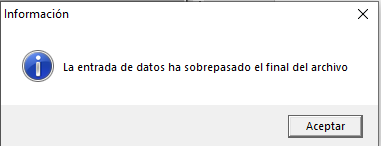 Información
La entrada de datos ha sobrepasado el final del archivo
Aceptar